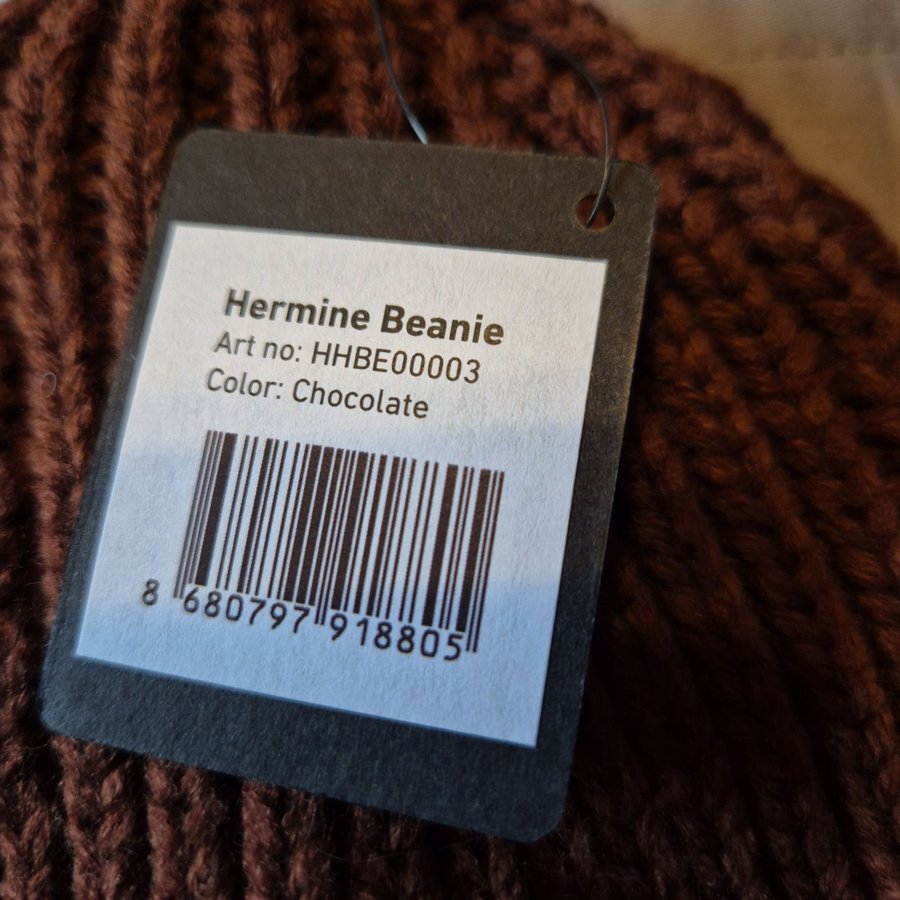 Hermine Beanie
Art no: HHBE00003
Color: Chocolate
8 680797 918805